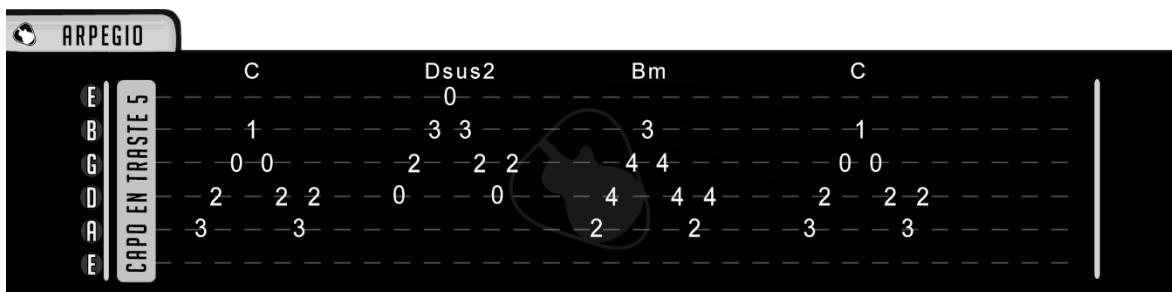 ARPEGIO
C Dsus2 Bm C
E 0
B 1 3 3 3 1
G 0 0 2 2 2 4 4 0 0
D 2 2 2 0 0 4 4 4 2 2 2
A 3 3 2 2 3 3
E
CAPO EN TRASTE 5